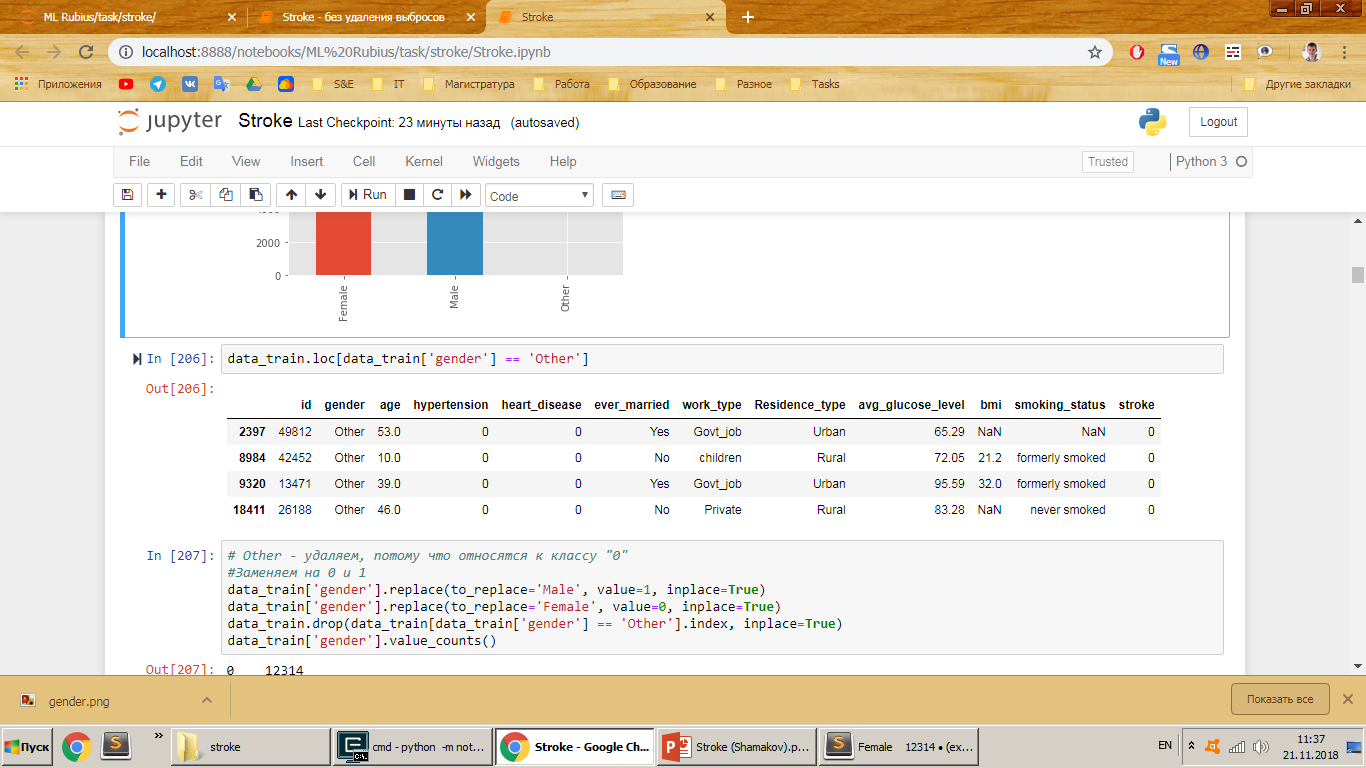 ML Rubius/task/stroke/
Stroke - без удаления выбросов
Stroke
localhost:8888/notebooks/ML%20Rubius/task/stroke/Stroke.ipynb
New
Приложения
S&E
IT
Магистратура
Работа
Образование
Разное
Tasks
Другие закладки
jupyter Stroke Last Checkpoint: 23 минуты назад (autosaved)
Logout
File Edit View Insert Cell Kernel Widgets Help
Trusted
Python 3
Run
Code
2000
0
Female
Male
Other
In [206]: data_train.loc[data_train['gender'] == 'Other']
Out[206]:
id gender age hypertension heart_disease ever_married work_type Residence_type avg_glucose_level bmi smoking_status stroke
2397 49812 Other 53.0 0 0 Yes Govt_job Urban 65.29 NaN NaN 0
8984 42452 Other 10.0 0 0 No children Rural 72.05 21.2 formerly smoked 0
9320 13471 Other 39.0 0 0 Yes Govt_job Urban 95.59 32.0 formerly smoked 0
18411 26188 Other 46.0 0 0 No Private Rural 83.28 NaN never smoked 0
In [207]: # Other - удаляем, потому что относятся к классу "0"
#Заменяем на 0 и 1
data_train['gender'].replace(to_replace='Male', value=1, inplace=True)
data_train['gender'].replace(to_replace='Female', value=0, inplace=True)
data_train.drop(data_train[data_train['gender'] == 'Other'].index, inplace=True)
data_train['gender'].value_counts()
Out[207]: 0 12314
gender.png
Показать все
Пуск
stroke
cmd - python -m not...
Stroke - Google Ch...
Stroke (Shamakov).p...
Female 12314 • (ex...
EN
11:37
21.11.2018